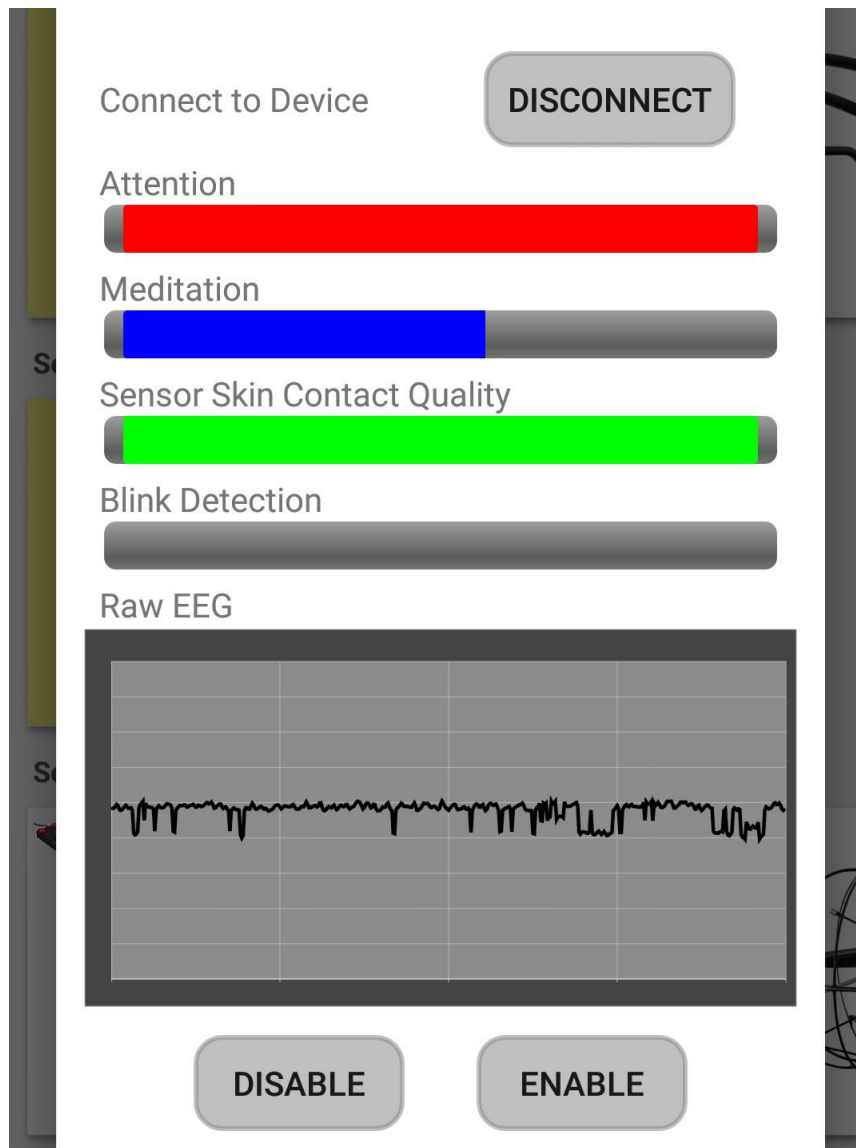 Connect to Device
DISCONNECT
Attention
Meditation
Sensor Skin Contact Quality
Blink Detection
Raw EEG
DISABLE
ENABLE